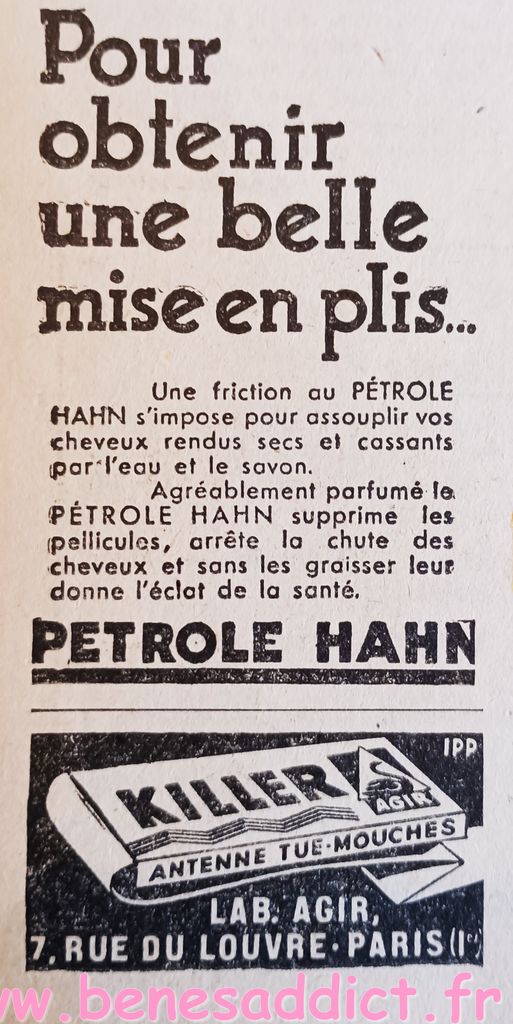 Pour
obtenir
une belle
mise en plis...
Une friction au PÉTROLE
HAHN s'impose pour assouplir vos
cheveux rendus secs et cassants
par l'eau et le savon.
Agréablement parfumé le
PÉTROLE HAHN supprime les
pellicules, arrête la chute des
cheveux et sans les graisser leur
donne l'éclat de la santé.
PETROLE HAHN
IPP
KILLER
AGIR
ANTENNE TUE-MOUCHES
LAB. AGIR,
7, RUE DU LOUVRE · PARIS (Ier)
w.benesaddict.fr